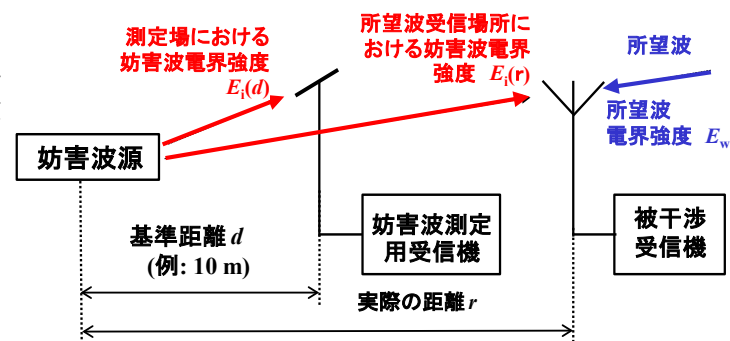 測定場における
妨害波電界強度
Ei(d)
所望波受信場所に
おける妨害波電界
強度 Ei(r)
所望波
所望波
電界強度 Ew
妨害波源
基準距離 d
(例: 10 m)
妨害波測定
用受信機
被干渉
受信機
実際の距離 r